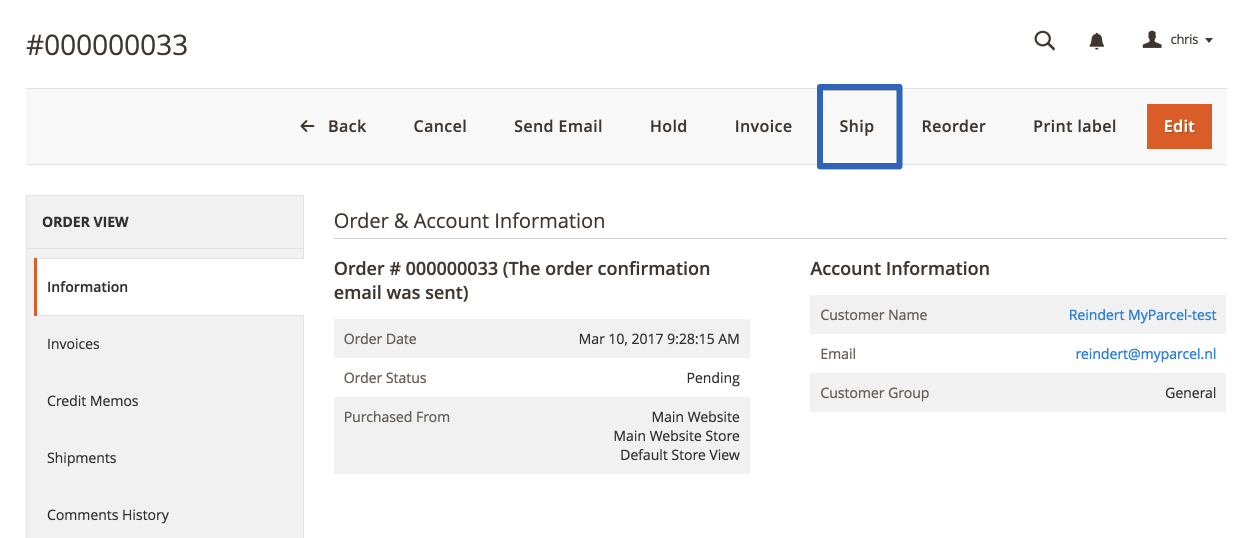 #000000033
chris
Back Cancel Send Email Hold Invoice Ship Reorder Print label Edit
ORDER VIEW
Information
Invoices
Credit Memos
Shipments
Comments History
Order & Account Information
Order # 000000033 (The order confirmation
email was sent)
Order Date Mar 10, 2017 9:28:15 AM
Order Status Pending
Purchased From Main Website
Main Website Store
Default Store View
Account Information
Customer Name Reindert MyParcel-test
Email reindert@myparcel.nl
Customer Group General